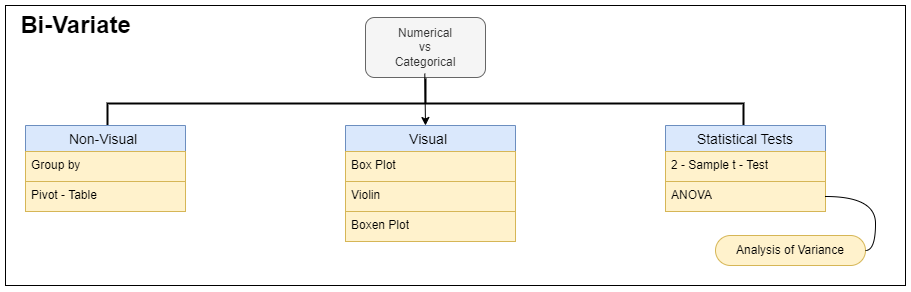 Bi-Variate
Numerical
vs
Categorical
Non-Visual
Group by
Pivot - Table
Visual
Box Plot
Violin
Boxen Plot
Statistical Tests
2 - Sample t - Test
ANOVA
Analysis of Variance